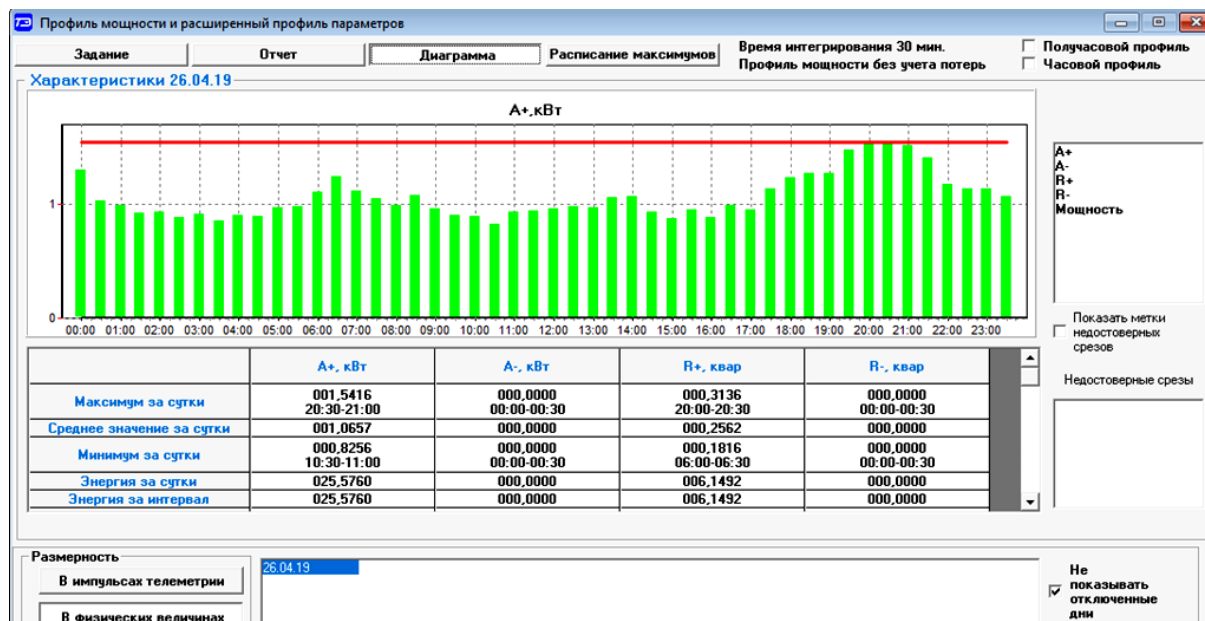 ТЭ Профиль мощности и расширенный профиль параметров
Задание Отчет Диаграмма Расписание максимумов
Время интегрирования 30 мин.
Профиль мощности без учета потерь
Получасовой профиль
Часовой профиль
Характеристики 26.04.19
A+,кВт
1
0
00:00 01:00 02:00 03:00 04:00 05:00 06:00 07:00 08:00 09:00 10:00 11:00 12:00 13:00 14:00 15:00 16:00 17:00 18:00 19:00 20:00 21:00 22:00 23:00
A+
A-
R+
R-
Мощность
Показать метки
недостоверных
срезов
Недостоверные срезы
A+, кВт A-, кВт R+, квар R-, квар
Максимум за сутки 001,5416 000,0000 000,3136 000,0000
20:30-21:00 00:00-00:30 20:00-20:30 00:00-00:30
Среднее значение за сутки 001,0657 000,0000 000,2562 000,0000
Минимум за сутки 000,8256 000,0000 000,1816 000,0000
10:30-11:00 00:00-00:30 06:00-06:30 00:00-00:30
Энергия за сутки 025,5760 000,0000 006,1492 000,0000
Энергия за интервал 025,5760 000,0000 006,1492 000,0000
Размерность
В импульсах телеметрии
В физических величинах
26.04.19
Не
показывать
отключенные
дни